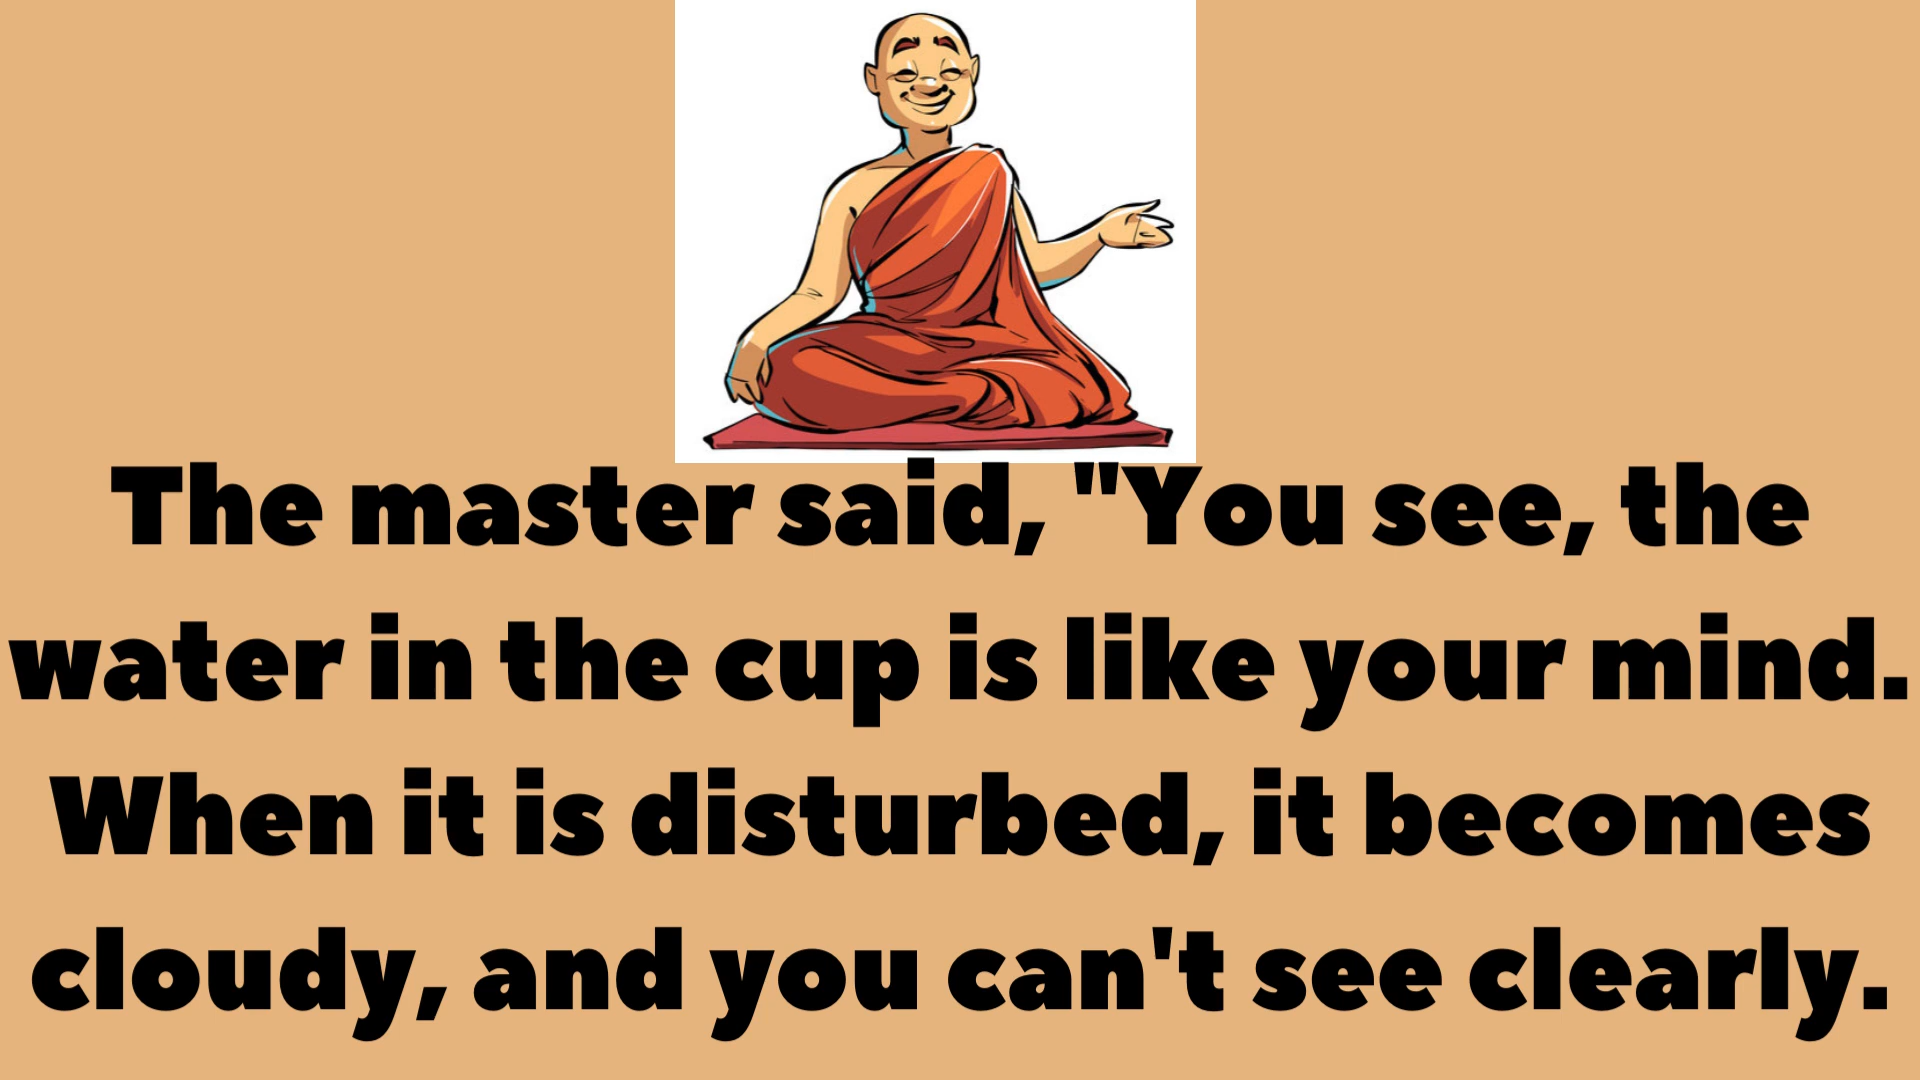 The master said, "You see, the
water in the cup is like your mind.
When it is disturbed, it becomes
cloudy, and you can't see clearly.